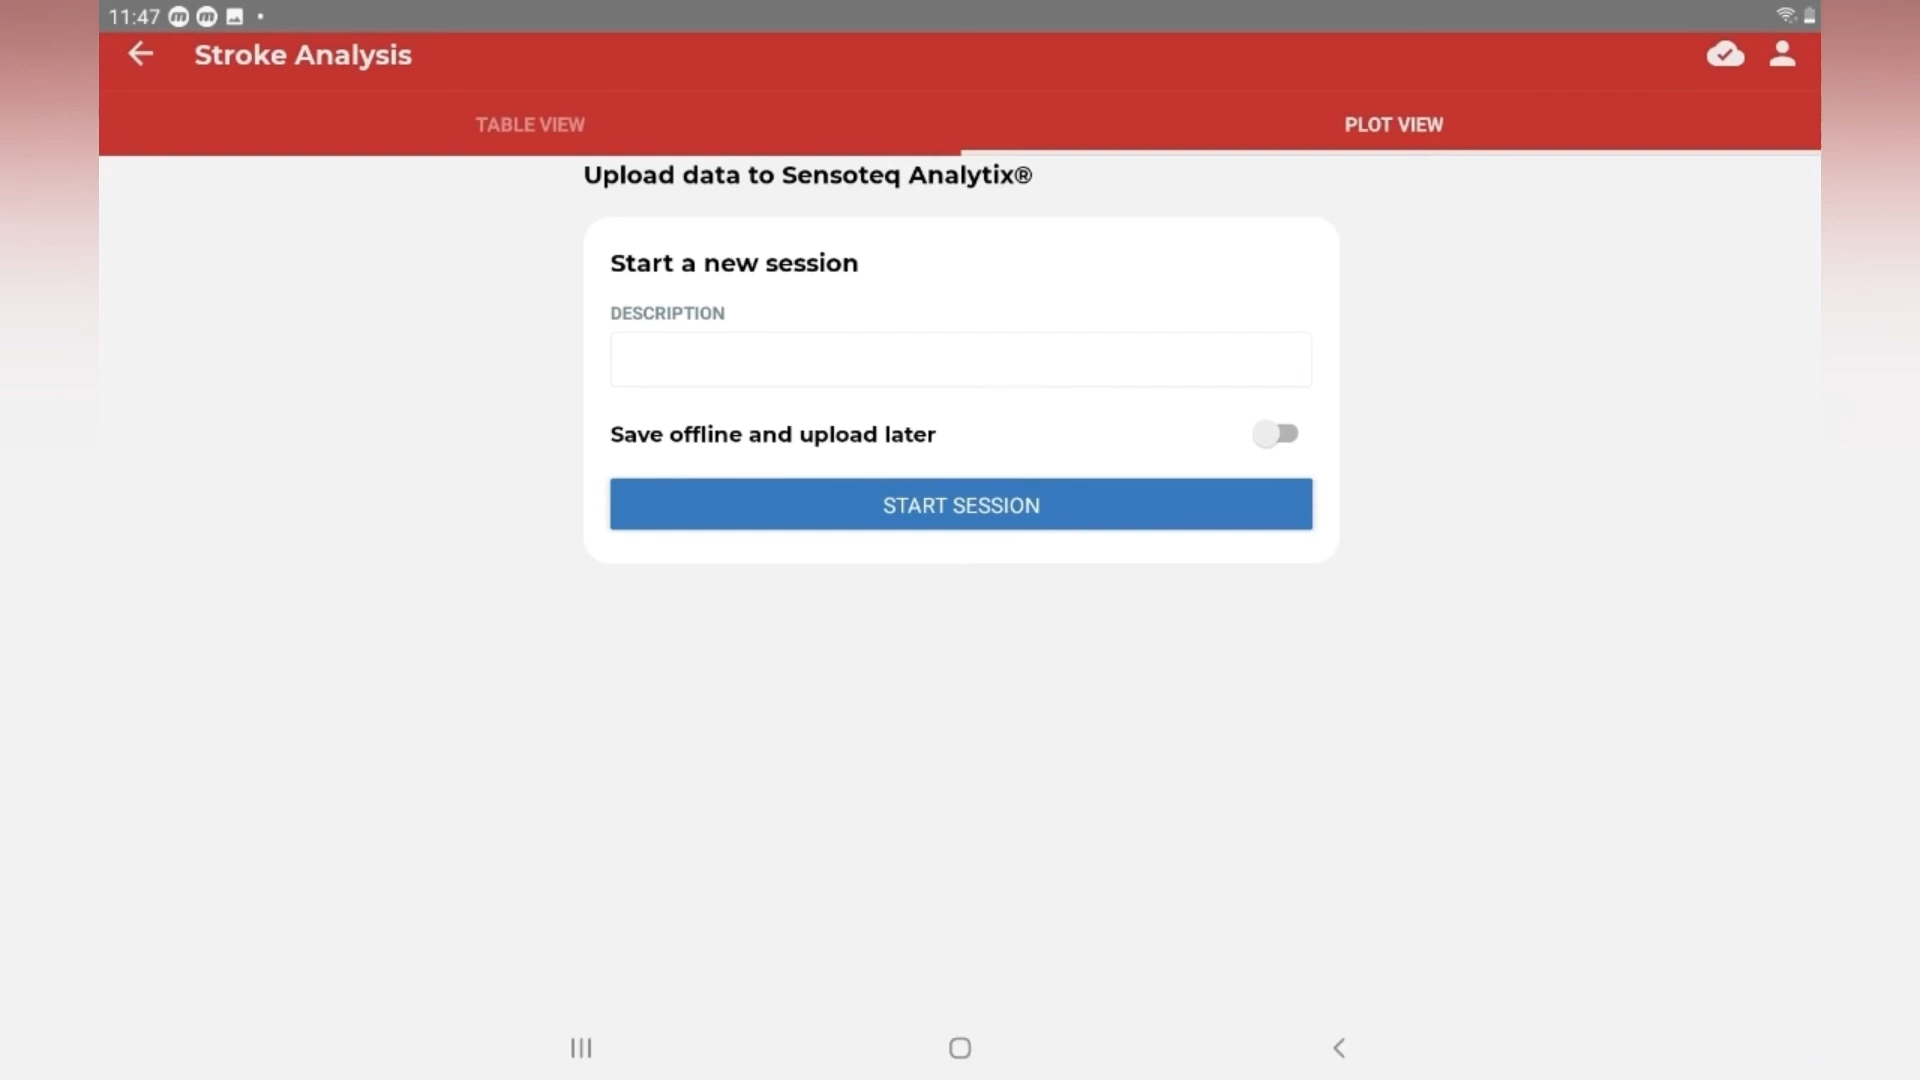 11:47
Stroke Analysis
TABLE VIEW
PLOT VIEW
Upload data to Sensoteq Analytix®
Start a new session
DESCRIPTION
Save offline and upload later
START SESSION